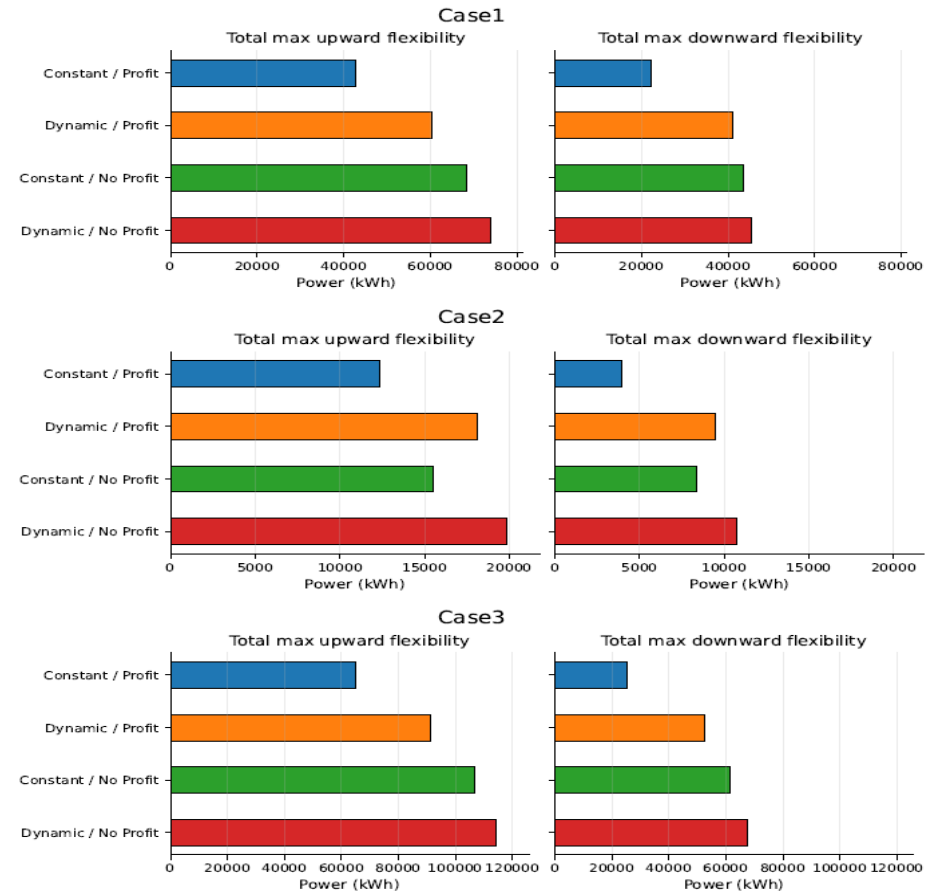 Case1
Total max upward flexibility
Total max downward flexibility
Constant / Profit
Dynamic / Profit
Constant / No Profit
Dynamic / No Profit
0 20000 40000 60000 80000
0 20000 40000 60000 80000
Power (kWh)
Power (kWh)
Case2
Total max upward flexibility
Total max downward flexibility
Constant / Profit
Dynamic / Profit
Constant / No Profit
Dynamic / No Profit
0 5000 10000 15000 20000
0 5000 10000 15000 20000
Power (kWh)
Power (kWh)
Case3
Total max upward flexibility
Total max downward flexibility
Constant / Profit
Dynamic / Profit
Constant / No Profit
Dynamic / No Profit
0 20000 40000 60000 80000 100000 120000
0 20000 40000 60000 80000 100000 120000
Power (kWh)
Power (kWh)